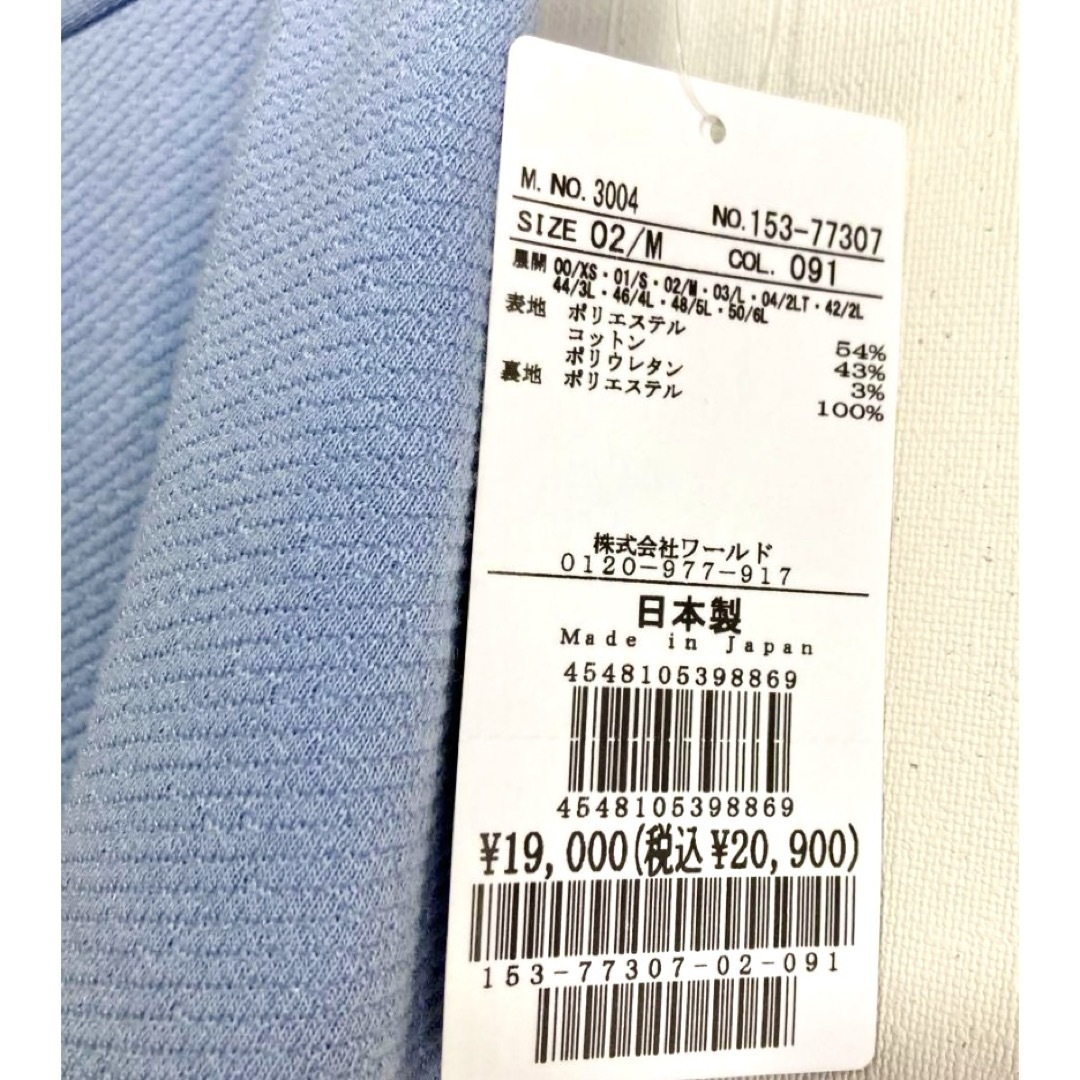 M. NO. 3004 NO. 153-77307
SIZE 02/M COL. 091
展開 00/XS・01/S・02/M・03/L・04/2LT・42/2L
44/3L・46/4L・48/5L・50/6L
表地 ポリエステル 54%
コットン 43%
ポリウレタン 3%
裏地 ポリエステル 100%
株式会社ワールド
0120-977-917
日本製
Made in Japan
4548105398869
4548105398869
¥19,000(税込¥20,900)
153-77307-02-091